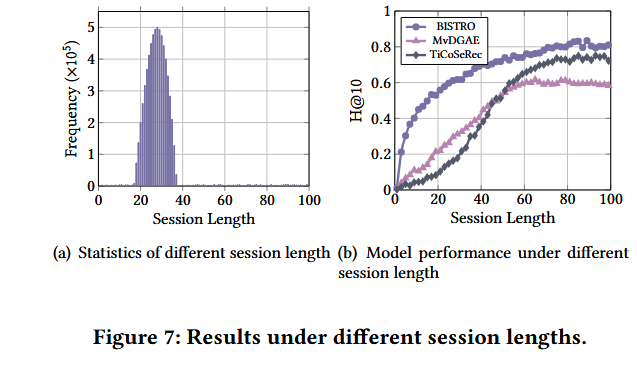 5
4
3
2
1
0
Frequency (×10⁵)
0 20 40 60 80 100
Session Length
1
0.8
0.6
0.4
0.2
0
H@10
BISTRO
MvDGAE
TiCoSeRec
0 20 40 60 80 100
Session Length
(a) Statistics of different session length
(b) Model performance under different
session length
Figure 7: Results under different session lengths.